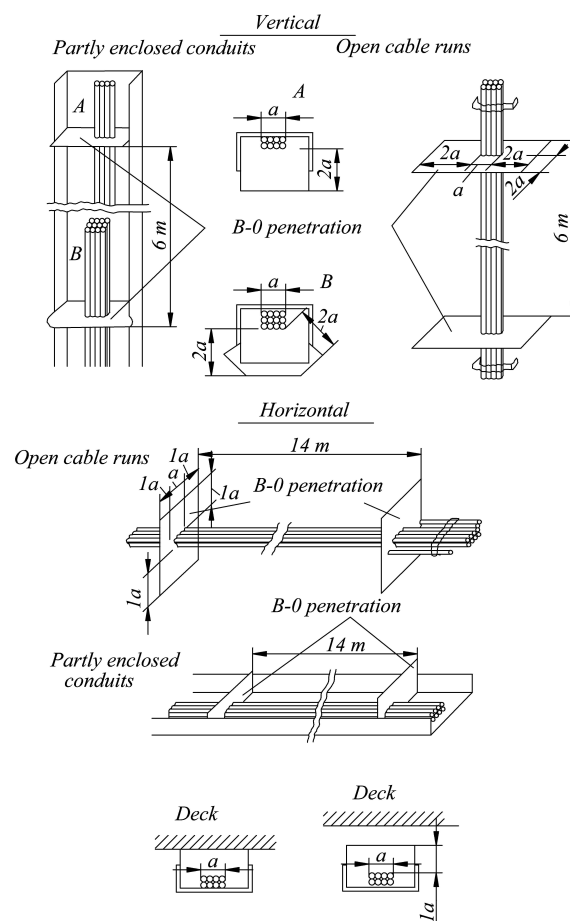 Vertical
Partly enclosed conduits
Open cable runs
A
A
a
2a
B-0 penetration
6 m
B
B
a
2a
2a
2a
2a
a
2a
6 m
Horizontal
Open cable runs
1a
a
1a
14 m
1a
B-0 penetration
1a
B-0 penetration
14 m
Partly enclosed
conduits
Deck
a
Deck
a
1a